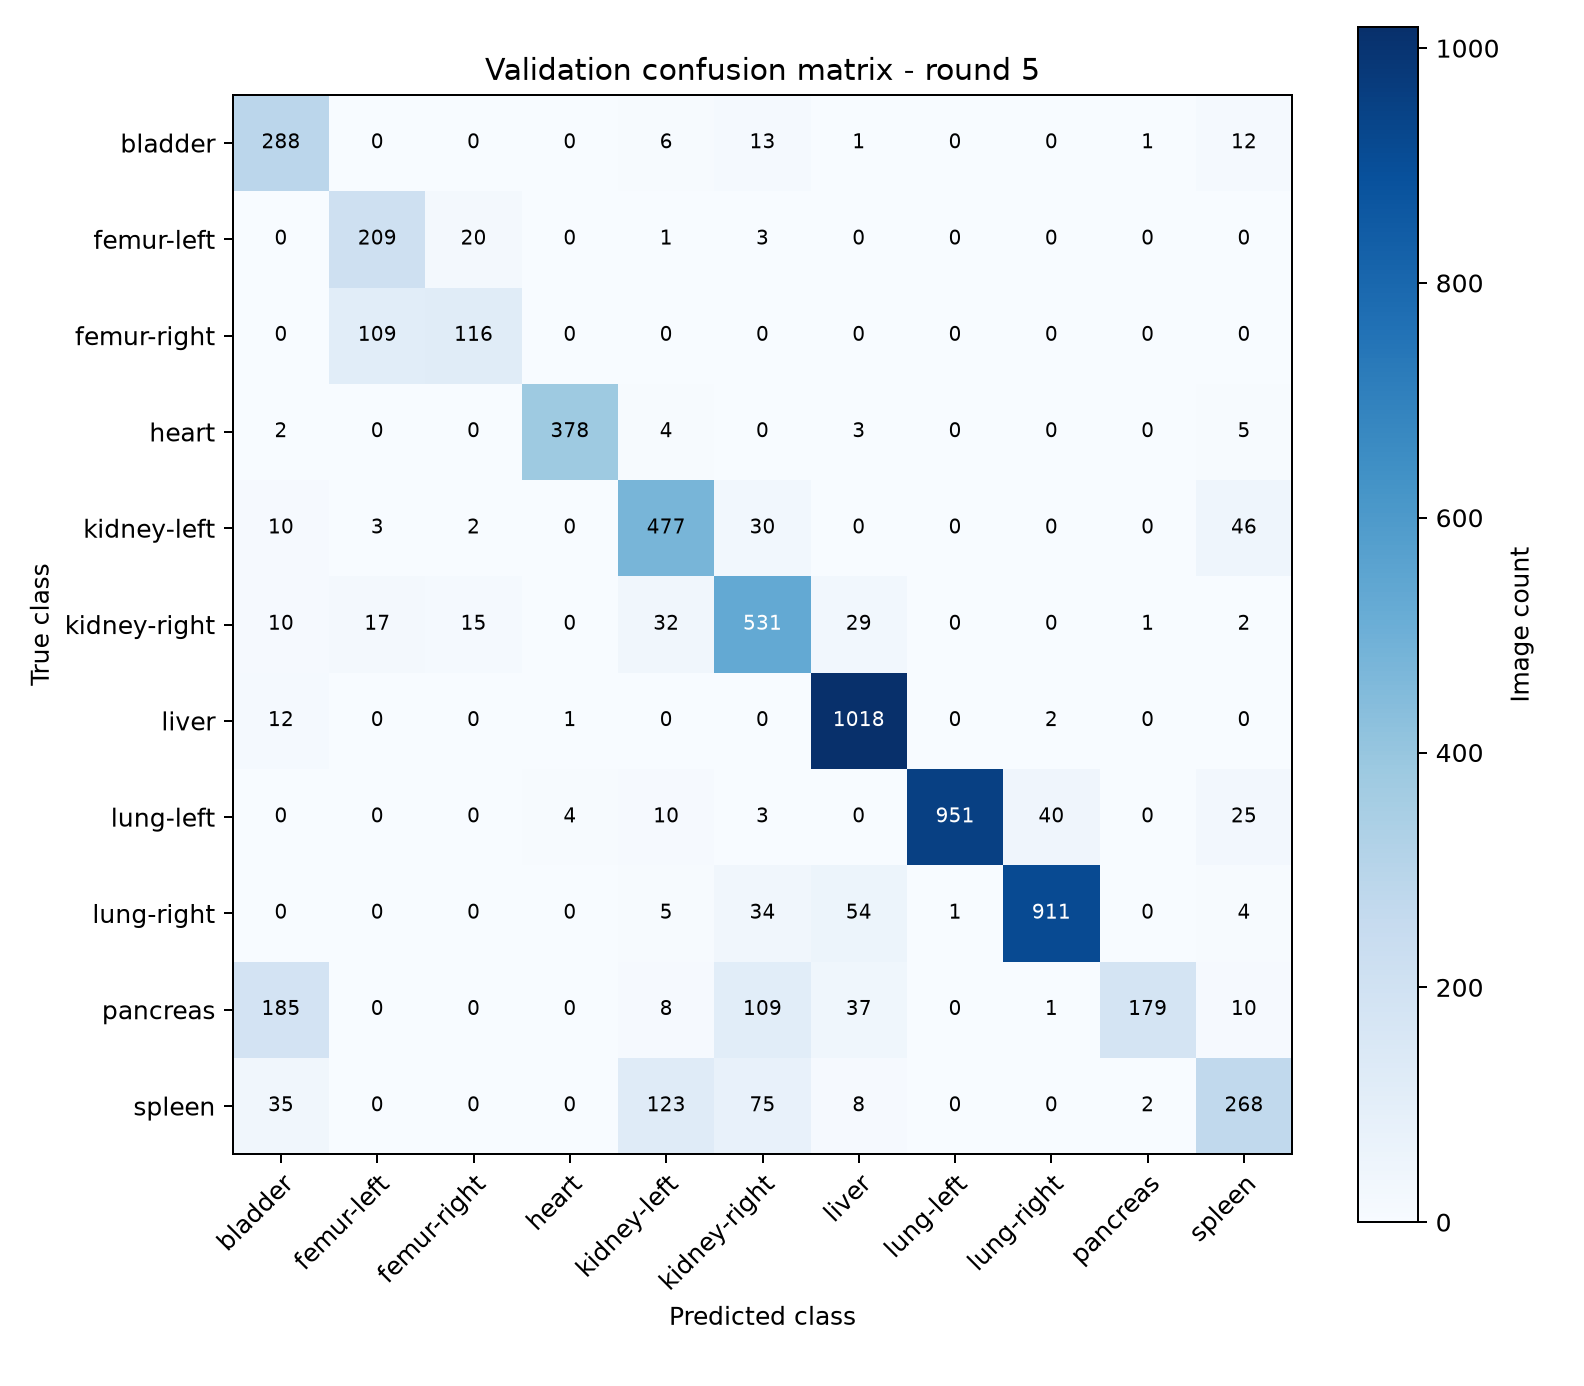 Validation confusion matrix - round 5
bladder 288 0 0 0 6 13 1 0 0 1 12
femur-left 0 209 20 0 1 3 0 0 0 0 0
femur-right 0 109 116 0 0 0 0 0 0 0 0
heart 2 0 0 378 4 0 3 0 0 0 5
kidney-left 10 3 2 0 477 30 0 0 0 0 46
kidney-right 10 17 15 0 32 531 29 0 0 1 2
liver 12 0 0 1 0 0 1018 0 2 0 0
lung-left 0 0 0 4 10 3 0 951 40 0 25
lung-right 0 0 0 0 5 34 54 1 911 0 4
pancreas 185 0 0 0 8 109 37 0 1 179 10
spleen 35 0 0 0 123 75 8 0 0 2 268
bladder femur-left femur-right heart kidney-left kidney-right liver lung-left lung-right pancreas spleen
Predicted class
True class
1000
800
600
400
200
0
Image count